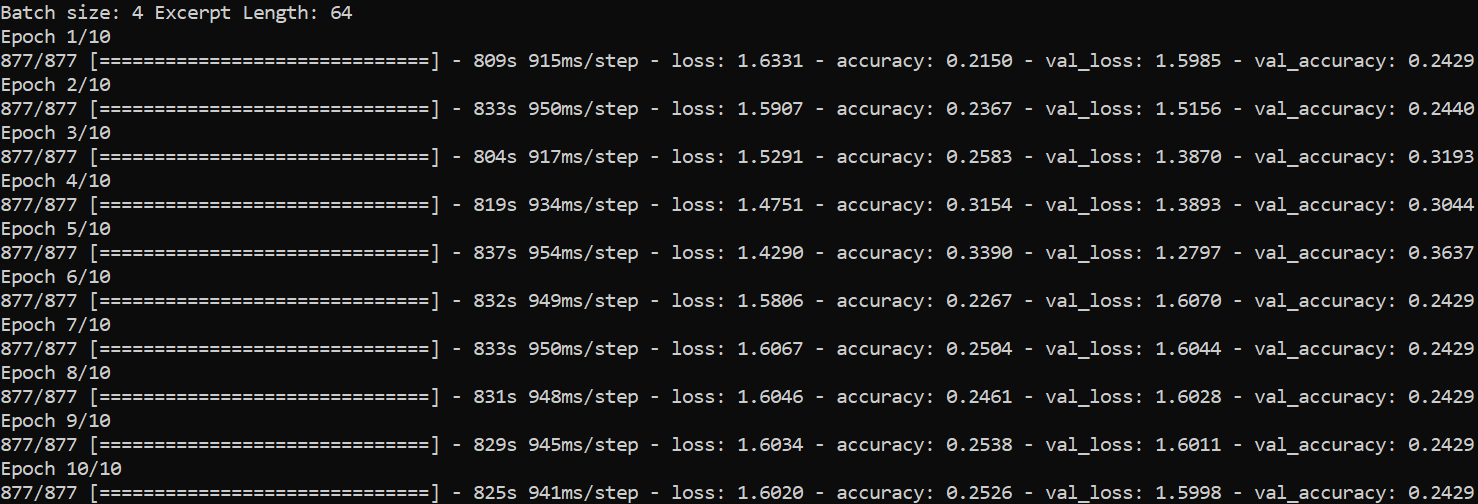 Batch size: 4 Excerpt Length: 64
Epoch 1/10
877/877 [==============================] - 809s 915ms/step - loss: 1.6331 - accuracy: 0.2150 - val_loss: 1.5985 - val_accuracy: 0.2429
Epoch 2/10
877/877 [==============================] - 833s 950ms/step - loss: 1.5907 - accuracy: 0.2367 - val_loss: 1.5156 - val_accuracy: 0.2440
Epoch 3/10
877/877 [==============================] - 804s 917ms/step - loss: 1.5291 - accuracy: 0.2583 - val_loss: 1.3870 - val_accuracy: 0.3193
Epoch 4/10
877/877 [==============================] - 819s 934ms/step - loss: 1.4751 - accuracy: 0.3154 - val_loss: 1.3893 - val_accuracy: 0.3044
Epoch 5/10
877/877 [==============================] - 837s 954ms/step - loss: 1.4290 - accuracy: 0.3390 - val_loss: 1.2797 - val_accuracy: 0.3637
Epoch 6/10
877/877 [==============================] - 832s 949ms/step - loss: 1.5806 - accuracy: 0.2267 - val_loss: 1.6070 - val_accuracy: 0.2429
Epoch 7/10
877/877 [==============================] - 833s 950ms/step - loss: 1.6067 - accuracy: 0.2504 - val_loss: 1.6044 - val_accuracy: 0.2429
Epoch 8/10
877/877 [==============================] - 831s 948ms/step - loss: 1.6046 - accuracy: 0.2461 - val_loss: 1.6028 - val_accuracy: 0.2429
Epoch 9/10
877/877 [==============================] - 829s 945ms/step - loss: 1.6034 - accuracy: 0.2538 - val_loss: 1.6011 - val_accuracy: 0.2429
Epoch 10/10
877/877 [==============================] - 825s 941ms/step - loss: 1.6020 - accuracy: 0.2526 - val_loss: 1.5998 - val_accuracy: 0.2429